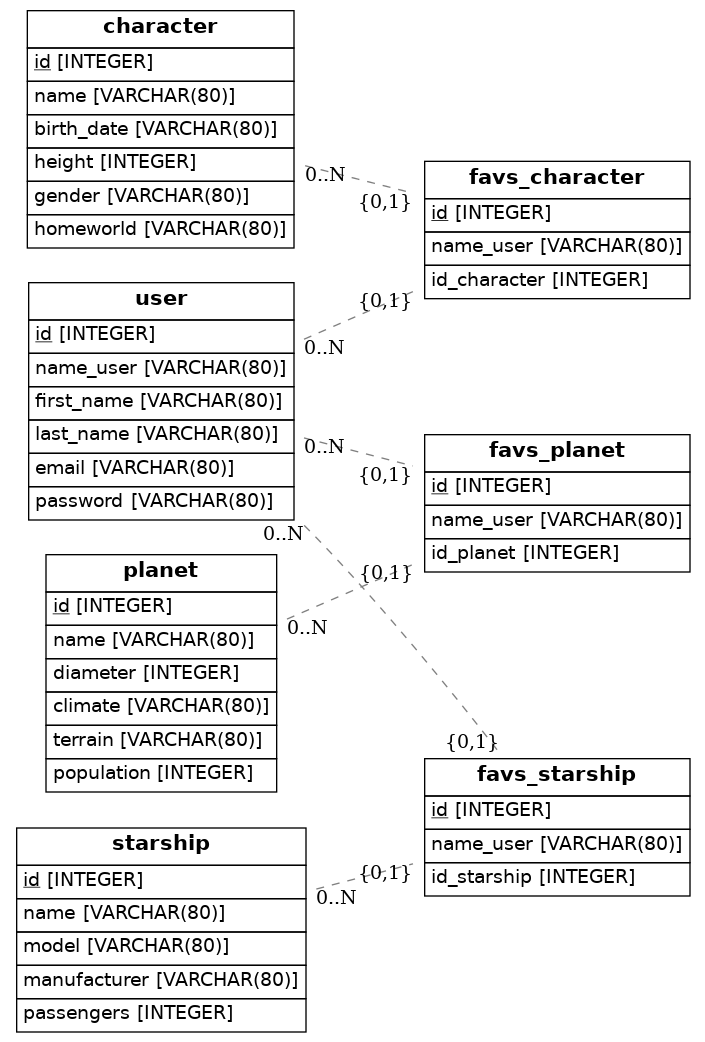 character
id [INTEGER]
name [VARCHAR(80)]
birth_date [VARCHAR(80)]
height [INTEGER]
gender [VARCHAR(80)]
homeworld [VARCHAR(80)]
0..N
{0,1}
favs_character
id [INTEGER]
name_user [VARCHAR(80)]
id_character [INTEGER]
user
id [INTEGER]
name_user [VARCHAR(80)]
first_name [VARCHAR(80)]
last_name [VARCHAR(80)]
email [VARCHAR(80)]
password [VARCHAR(80)]
{0,1}
0..N
0..N
{0,1}
0..N
favs_planet
id [INTEGER]
name_user [VARCHAR(80)]
id_planet [INTEGER]
planet
id [INTEGER]
name [VARCHAR(80)]
diameter [INTEGER]
climate [VARCHAR(80)]
terrain [VARCHAR(80)]
population [INTEGER]
{0,1}
0..N
{0,1}
favs_starship
id [INTEGER]
name_user [VARCHAR(80)]
id_starship [INTEGER]
starship
id [INTEGER]
name [VARCHAR(80)]
model [VARCHAR(80)]
manufacturer [VARCHAR(80)]
passengers [INTEGER]
{0,1}
0..N